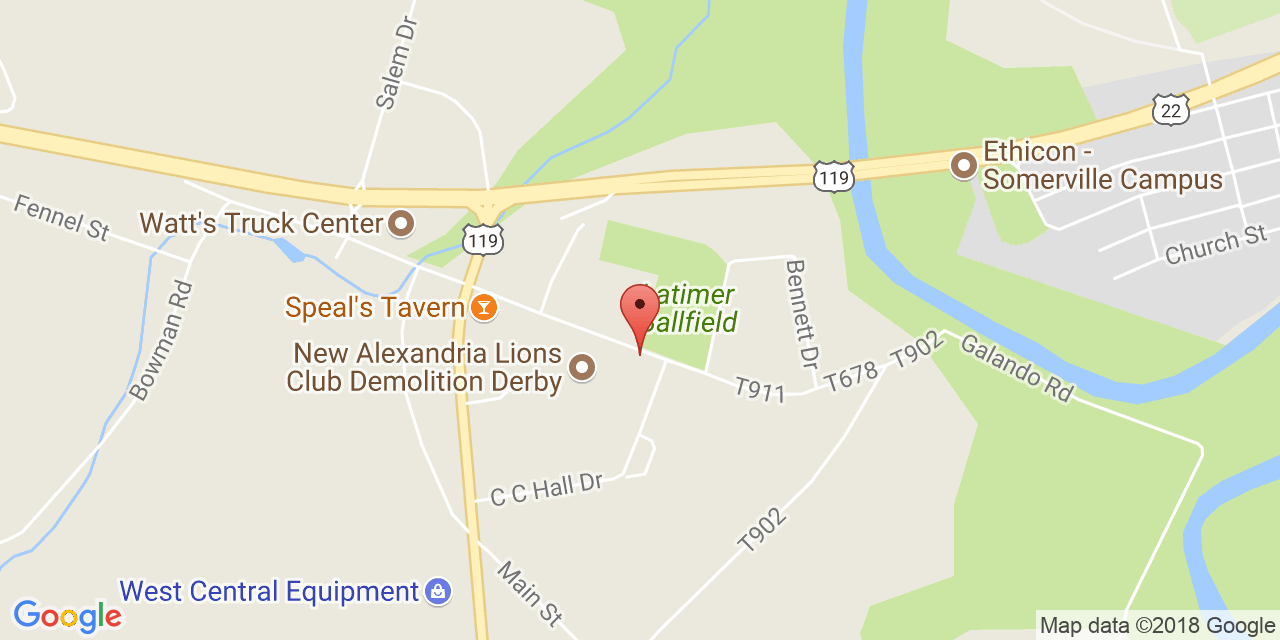 Salem Dr
22
Ethicon -
Somerville Campus
119
Fennel St
Watt's Truck Center
119
Church St
Bennett Dr
Speal's Tavern
Latimer
Ballfield
Bowman Rd
New Alexandria Lions
Club Demolition Derby
T911
T678
T902
Galando Rd
C C Hall Dr
T902
Main St
West Central Equipment
Google
Map data ©2018 Google